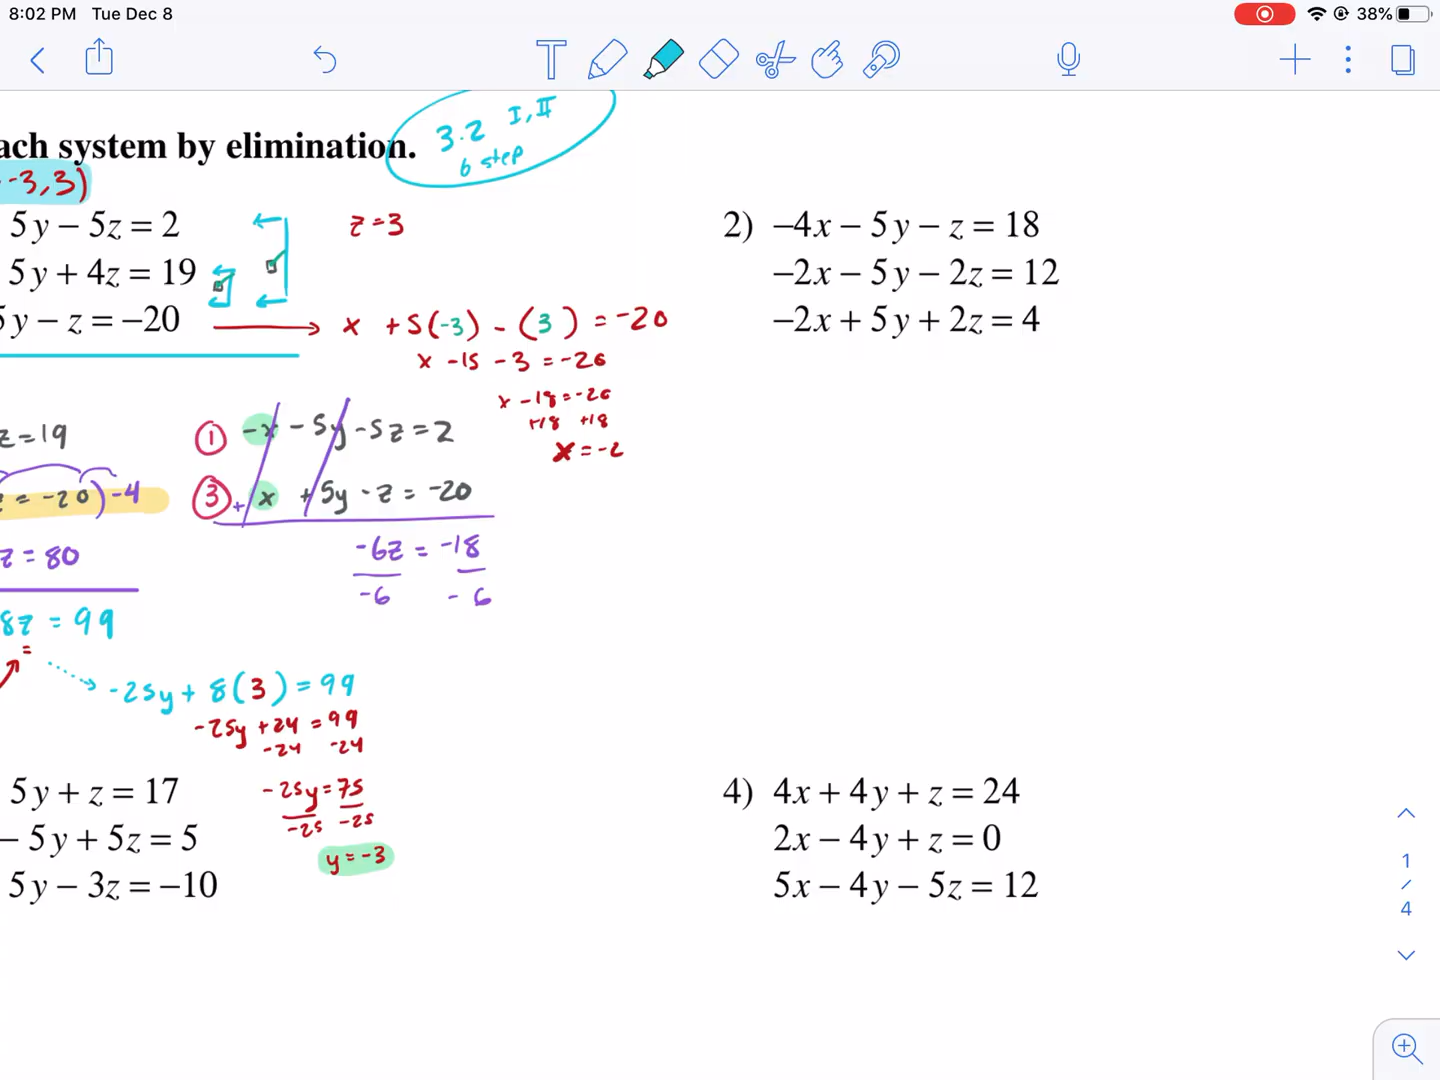 8:02 PM Tue Dec 8
38%
3.2 I, II
6 step
ach system by elimination.
-3, 3)
5y − 5z = 2
z = 3
5y + 4z = 19
5y − z = −20
x + 5(-3) - (3) = -20
x -15 - 3 = -20
x - 18 = -20
+18 +18
x = -2
2) −4x − 5y − z = 18
−2x − 5y − 2z = 12
−2x + 5y + 2z = 4
z = 19
z = -20) -4
z = 80
8z = 99
=
① -x - 5y - 5z = 2
③ + x + 5y - z = -20
-6z = -18
-6 -6
-25y + 8(3) = 99
-25y + 24 = 99
-24 -24
-25y = 75
-25 -25
y = -3
5y + z = 17
− 5y + 5z = 5
5y − 3z = −10
4) 4x + 4y + z = 24
2x − 4y + z = 0
5x − 4y − 5z = 12
1
/
4